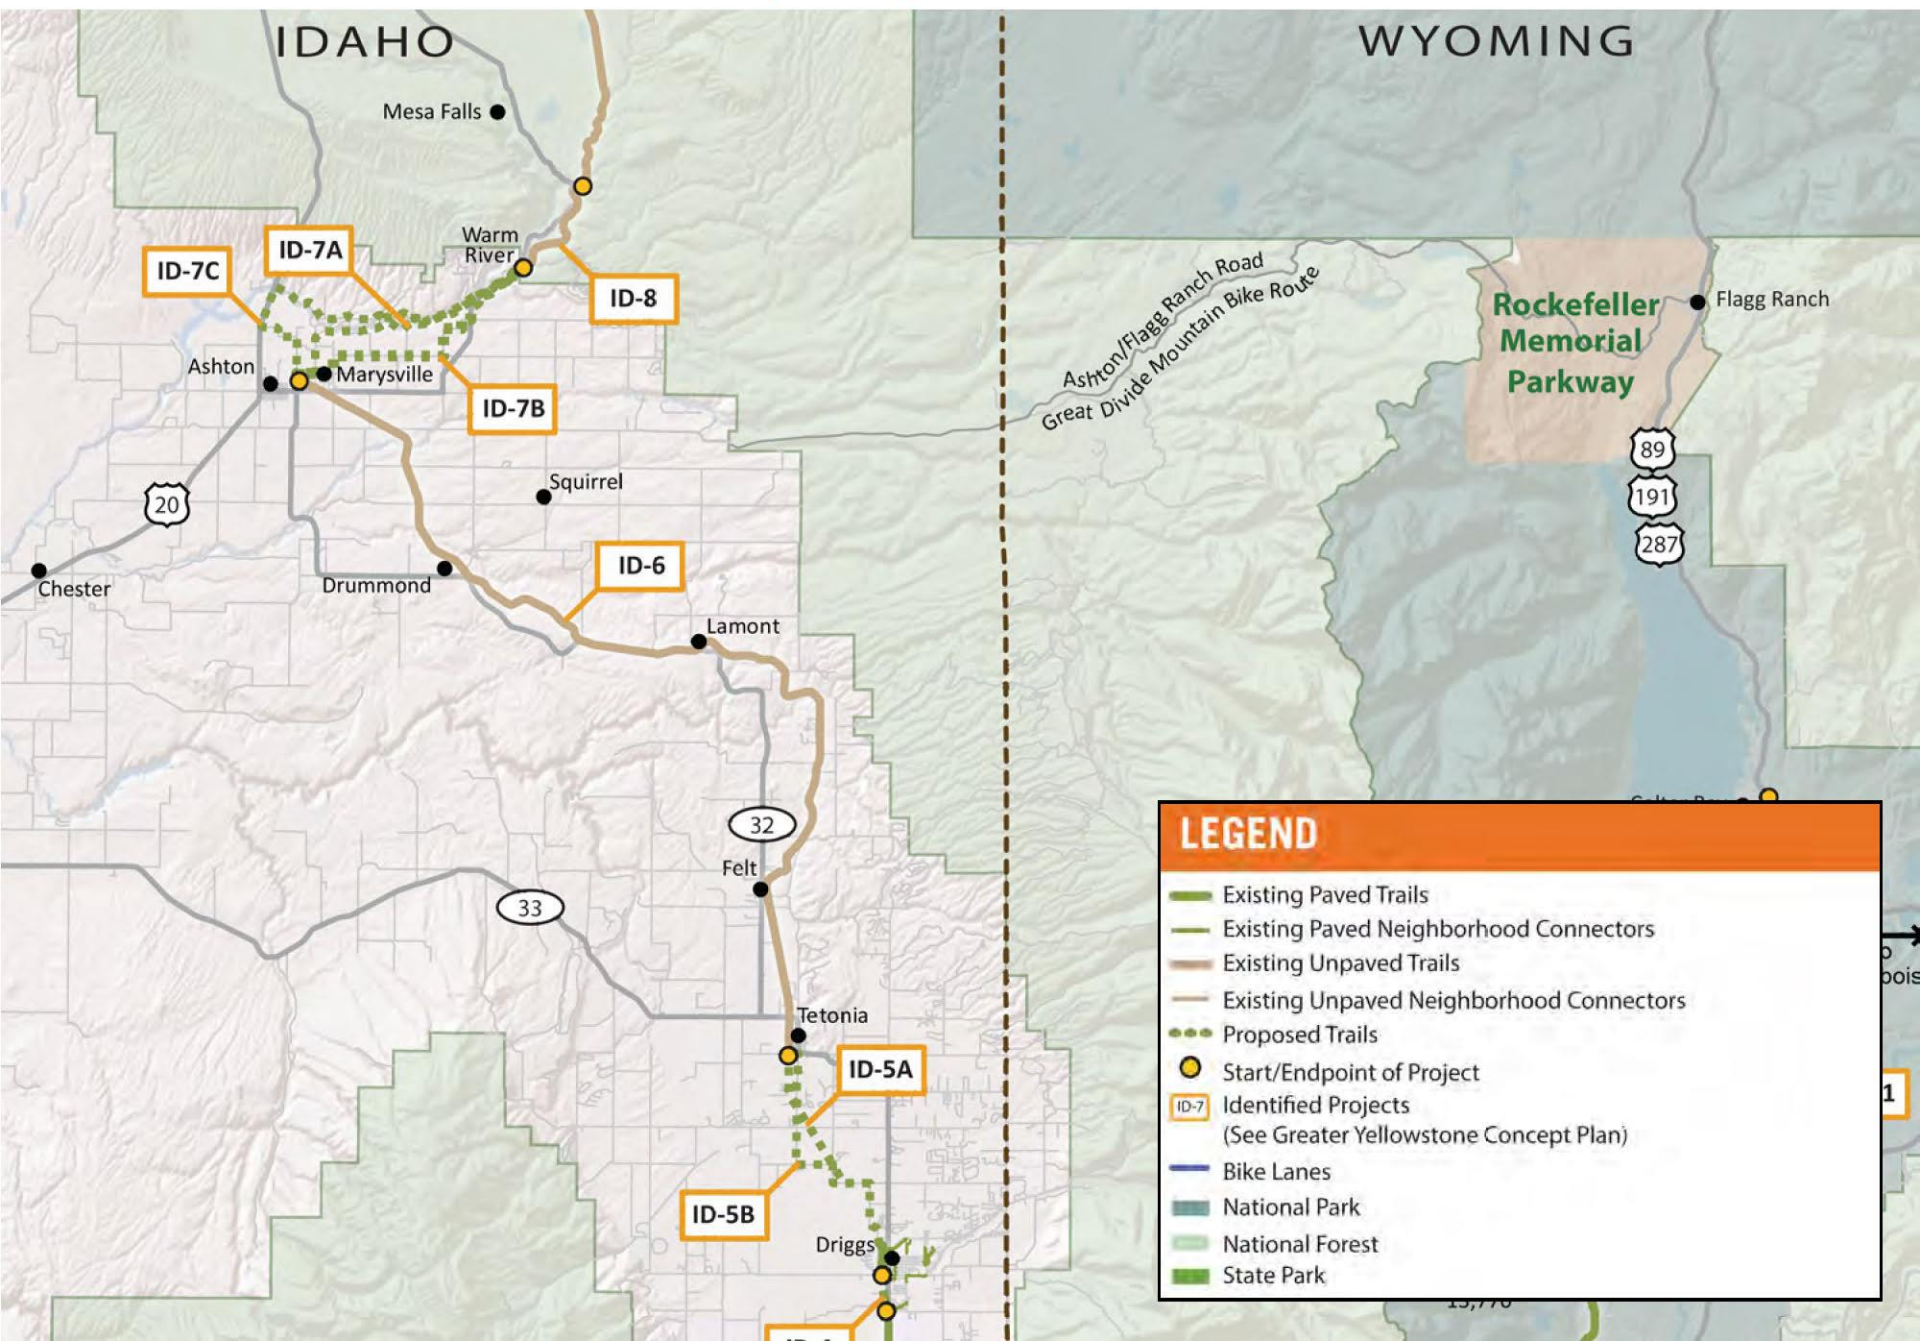 IDAHO
WYOMING
Mesa Falls
Warm
River
ID-7A
ID-7C
ID-8
Ashton/Flagg Ranch Road
Great Divide Mountain Bike Route
Rockefeller
Memorial
Parkway
Flagg Ranch
Ashton
Marysville
ID-7B
89
191
287
20
Squirrel
Chester
Drummond
ID-6
Lamont
32
Felt
33
Tetonia
ID-5A
ID-5B
Driggs
LEGEND
Existing Paved Trails
Existing Paved Neighborhood Connectors
Existing Unpaved Trails
Existing Unpaved Neighborhood Connectors
Proposed Trails
Start/Endpoint of Project
ID-7 Identified Projects
(See Greater Yellowstone Concept Plan)
Bike Lanes
National Park
National Forest
State Park
1